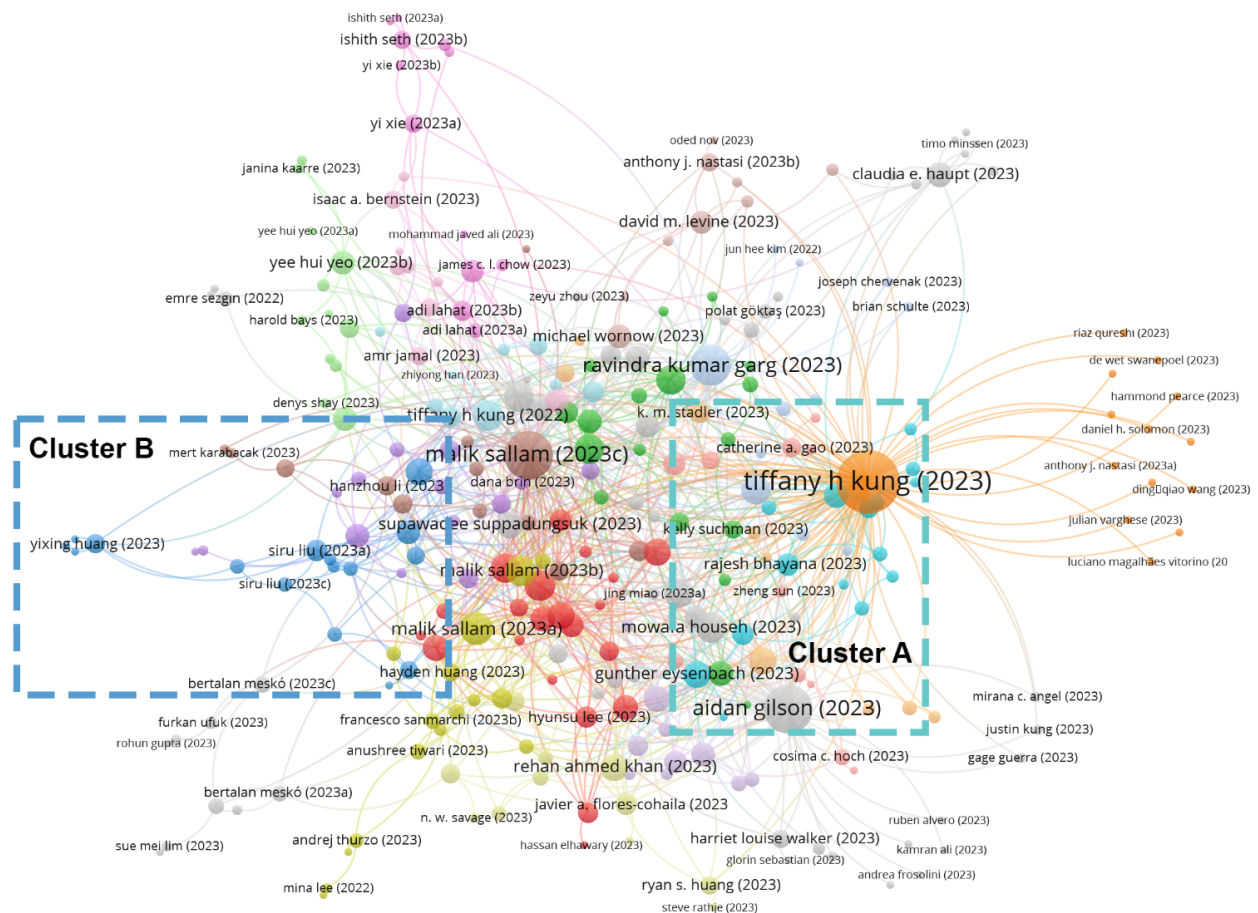 ishith seth (2023a)
ishith seth (2023b)
yi xie (2023b)
yi xie (2023a)
oded nov (2023)
timo minssen (2023)
anthony j. nastasi (2023b)
janina kaarre (2023)
claudia e. haupt (2023)
isaac a. bernstein (2023)
david m. levine (2023)
yee hui yeo (2023a)
mohammad javed ali (2023)
jun hee kim (2022)
yee hui yeo (2023b)
james c. l. chow (2023)
joseph chervenak (2023)
emre sezgin (2022)
zeyu zhou (2023)
brian schulte (2023)
adi lahat (2023b)
polat göktaş (2023)
harold bays (2023)
adi lahat (2023a)
michael wornow (2023)
riaz qureshi (2023)
amr jamal (2023)
de wet swanepoel (2023)
ravindra kumar garg (2023)
zhiyong han (2023)
hammond pearce (2023)
denys shay (2023)
tiffany h kung (2022)
k. m. stadler (2023)
daniel h. solomon (2023)
Cluster B
catherine a. gao (2023)
mert karabacak (2023)
malik sallam (2023c)
anthony j. nastasi (2023a)
hanzhou li (2023
dana brin (2023)
tiffany h kung (2023)
ding▯qiao wang (2023)
supawadee suppadungsuk (2023)
kelly suchman (2023)
julian varghese (2023)
yixing huang (2023)
siru liu (2023a)
luciano magalhães vitorino (20
malik sallam (2023b)
rajesh bhayana (2023)
siru liu (2023c)
jing miao (2023a)
zheng sun (2023)
malik sallam (2023a)
mowafa househ (2023)
Cluster A
hayden huang (2023)
gunther eysenbach (2023)
bertalan meskó (2023c)
mirana c. angel (2023)
aidan gilson (2023)
furkan ufuk (2023)
francesco sanmarchi (2023b)
hyunsu lee (2023)
justin kung (2023)
rohun gupta (2023)
anushree tiwari (2023)
cosima c. hoch (2023)
gage guerra (2023)
rehan ahmed khan (2023)
bertalan meskó (2023a)
javier a. flores-cohaila (2023
n. w. savage (2023)
ruben alvero (2023)
sue mei lim (2023)
andrej thurzo (2023)
hassan elhawary (2023)
harriet louise walker (2023)
kamran ali (2023)
glorin sebastian (2023)
andrea frosolini (2023)
mina lee (2022)
ryan s. huang (2023)
steve rathje (2023)